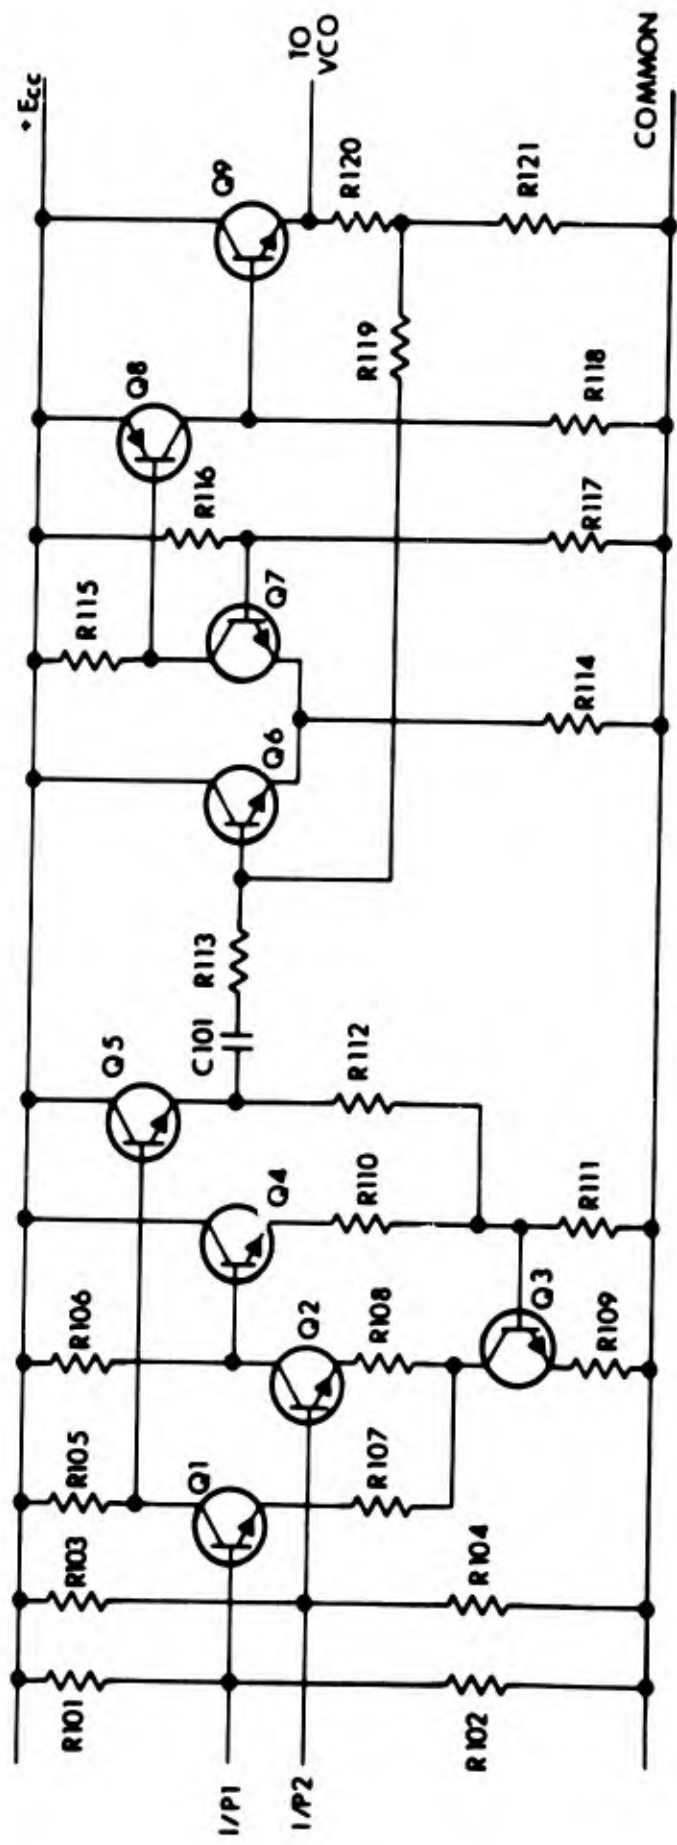 + Ecc
Q9
TO
VCO
R120
R121
COMMON
Q8
R119
R118
R116
R117
R115
Q7
R114
Q6
R113
C101
Q5
R112
Q4
R110
R111
R106
Q2
R108
Q3
R109
R105
Q1
R107
R103
R104
R101
R102
I/P1
I/P2